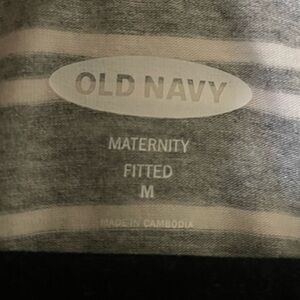 OLD NAVY
MATERNITY
FITTED
M
MADE IN CAMBODIA